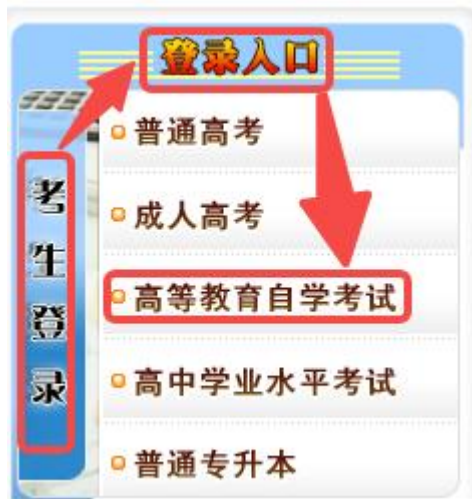 登录入口
考生登录
普通高考
成人高考
高等教育自学考试
高中学业水平考试
普通专升本